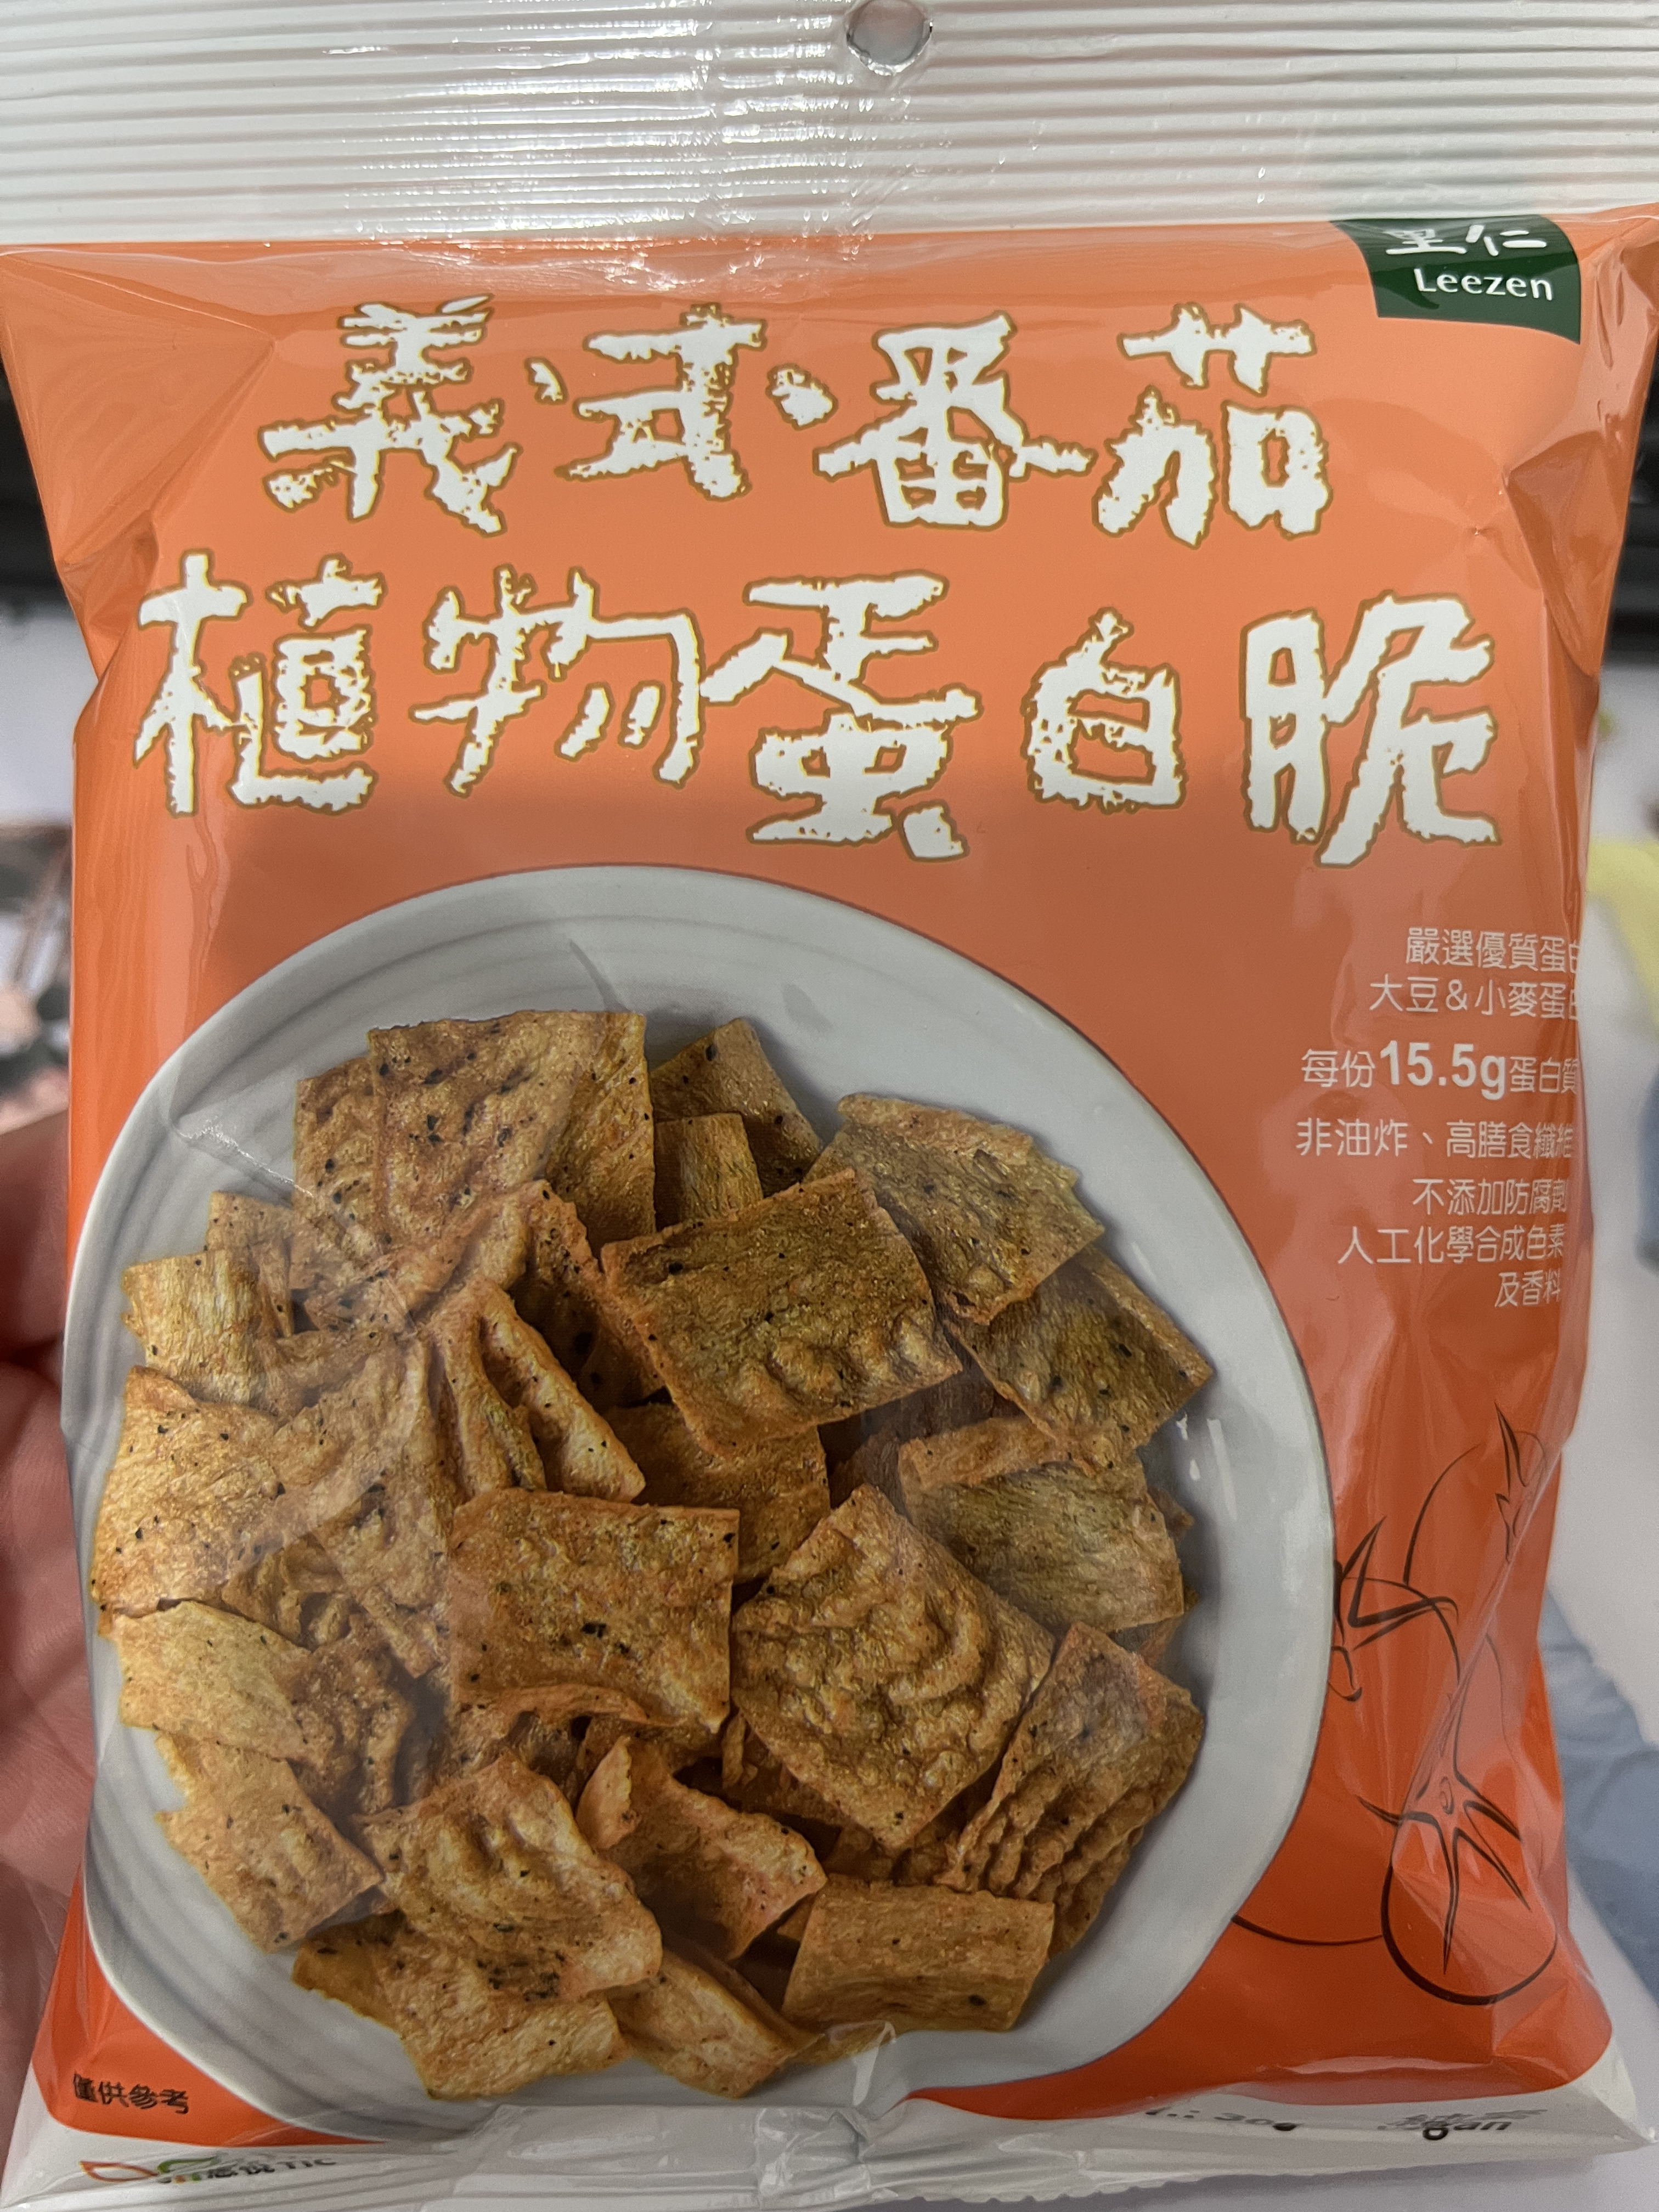 里仁
Leezen
義式番茄
植物蛋白脆
嚴選優質蛋白
大豆&小麥蛋白
每份15.5g蛋白質
非油炸、高膳食纖維
不添加防腐劑
人工化學合成色素
及香料
僅供參考